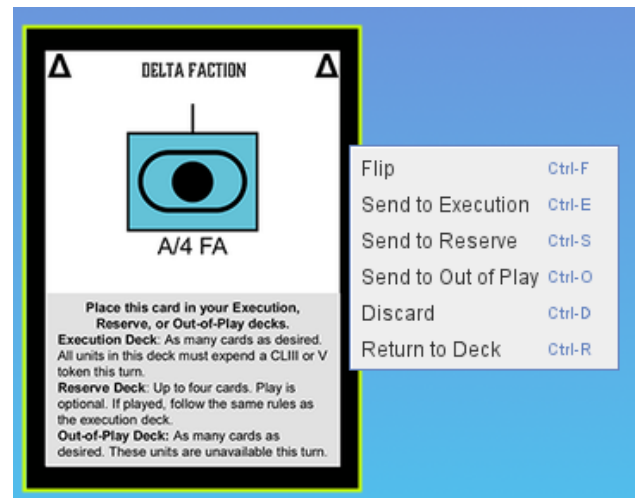 Δ DELTA FACTION Δ
A/4 FA
Place this card in your Execution,
Reserve, or Out-of-Play decks.
Execution Deck: As many cards as desired.
All units in this deck must expend a CLIII or V
token this turn.
Reserve Deck: Up to four cards. Play is
optional. If played, follow the same rules as
the execution deck.
Out-of-Play Deck: As many cards as
desired. These units are unavailable this turn.
Flip Ctrl-F
Send to Execution Ctrl-E
Send to Reserve Ctrl-S
Send to Out of Play Ctrl-O
Discard Ctrl-D
Return to Deck Ctrl-R